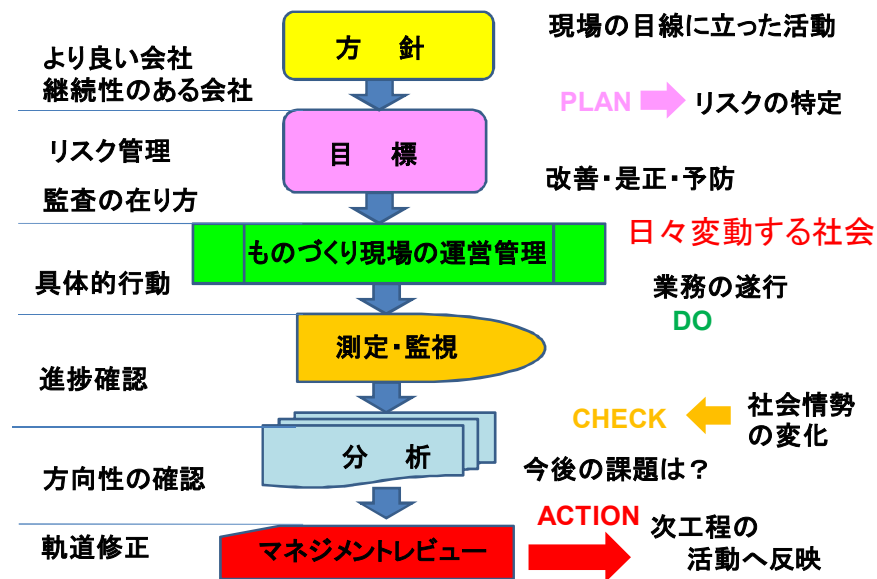 方　針
現場の目線に立った活動
より良い会社
継続性のある会社
PLAN
リスクの特定
リスク管理
目　標
監査の在り方
改善・是正・予防
日々変動する社会
ものづくり現場の運営管理
具体的行動
業務の遂行
DO
測定・監視
進捗確認
CHECK
社会情勢
の変化
分　析
方向性の確認
今後の課題は？
ACTION
次工程の
活動へ反映
軌道修正
マネジメントレビュー